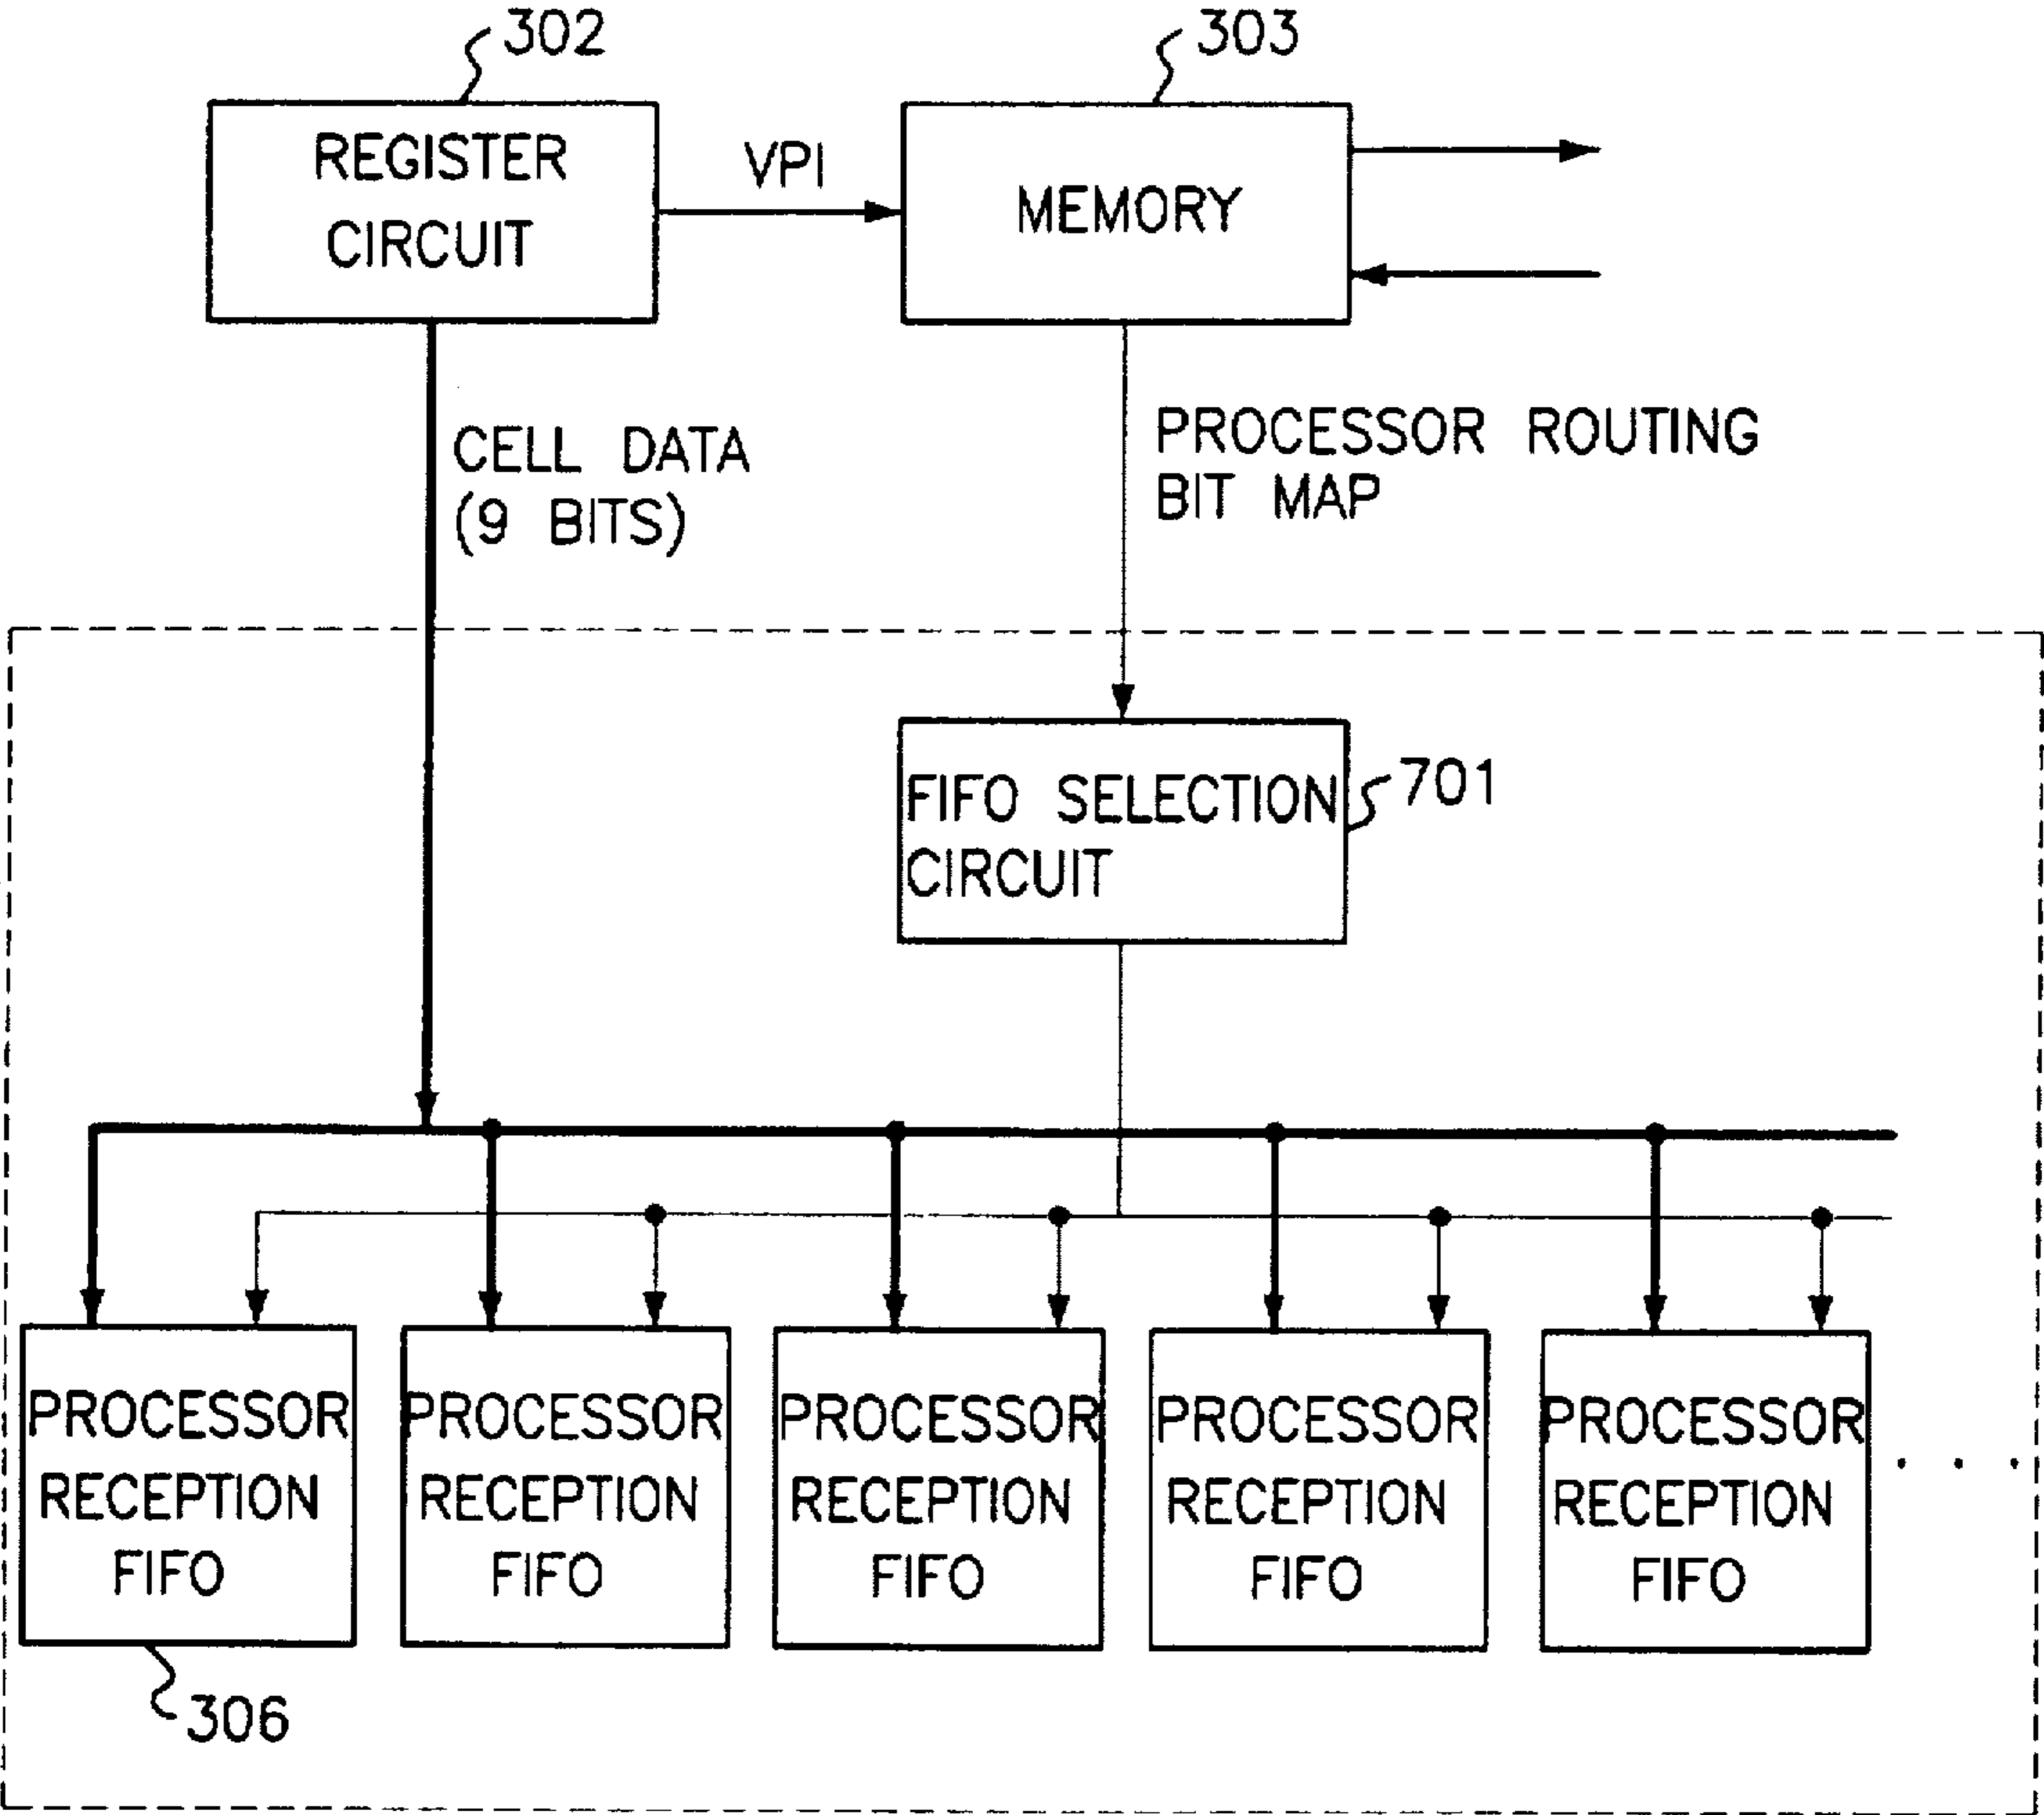 302
303
REGISTER
CIRCUIT
VPI
MEMORY
CELL DATA
(9 BITS)
PROCESSOR ROUTING
BIT MAP
FIFO SELECTION
CIRCUIT
701
PROCESSOR
RECEPTION
FIFO
PROCESSOR
RECEPTION
FIFO
PROCESSOR
RECEPTION
FIFO
PROCESSOR
RECEPTION
FIFO
PROCESSOR
RECEPTION
FIFO
. . .
306